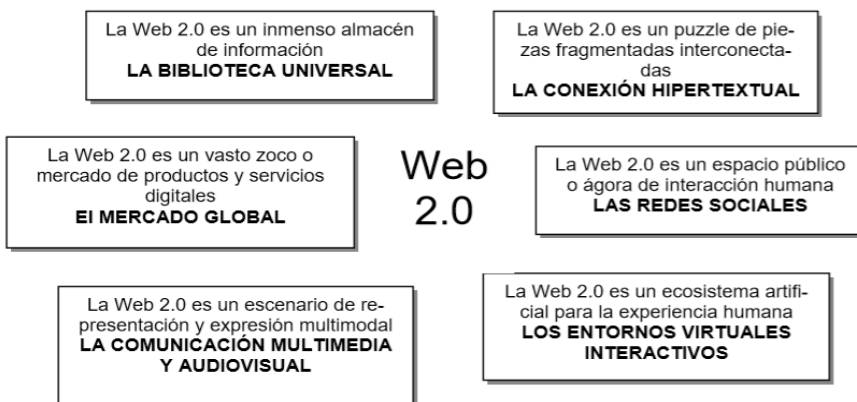 La Web 2.0 es un inmenso almacén
de información
LA BIBLIOTECA UNIVERSAL
La Web 2.0 es un puzzle de pie-
zas fragmentadas interconecta-
das
LA CONEXIÓN HIPERTEXTUAL
La Web 2.0 es un vasto zoco o
mercado de productos y servicios
digitales
El MERCADO GLOBAL
Web
2.0
La Web 2.0 es un espacio público
o ágora de interacción humana
LAS REDES SOCIALES
La Web 2.0 es un escenario de re-
presentación y expresión multimodal
LA COMUNICACIÓN MULTIMEDIA
Y AUDIOVISUAL
La Web 2.0 es un ecosistema artifi-
cial para la experiencia humana
LOS ENTORNOS VIRTUALES
INTERACTIVOS